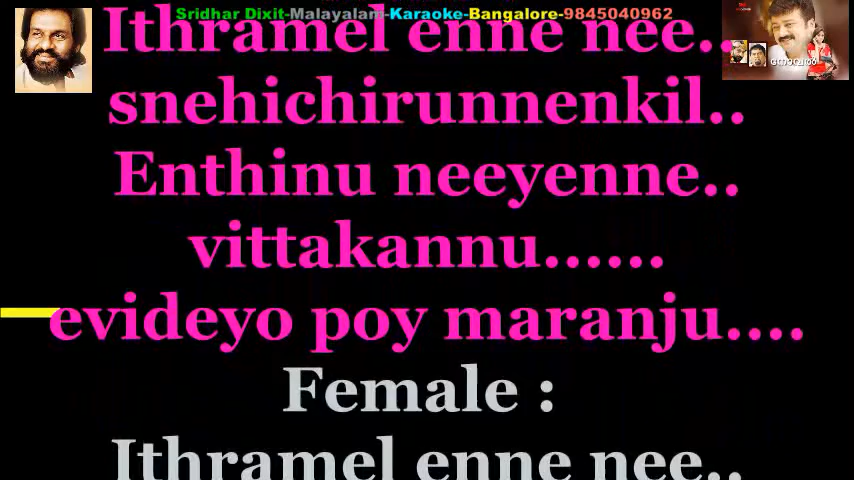 Sridhar Dixit-Malayalam-Karaoke-Bangalore-9845040962
Ithramel enne nee..
snehichirunnenkil..
Enthinu neeyenne..
vittakannu......
evideyo poy maranju....
Female :
Ithramel enne nee..
നോവൽ